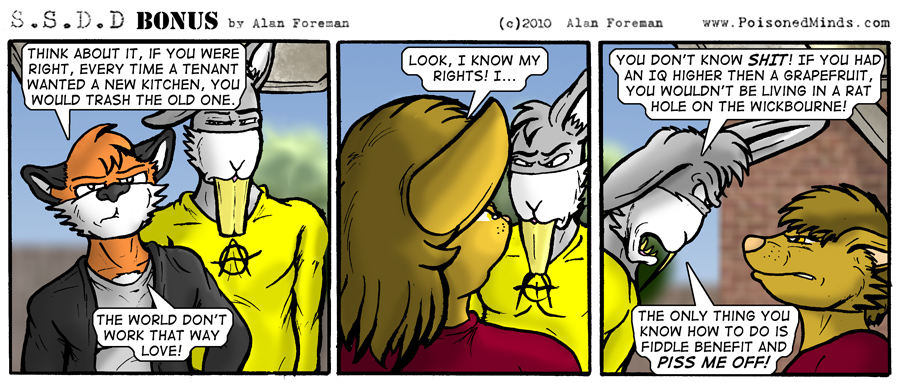 S.S.D.D BONUS by Alan Foreman (c)2010 Alan Foreman www.PoisonedMinds.com
THINK ABOUT IT, IF YOU WERE
RIGHT, EVERY TIME A TENANT
WANTED A NEW KITCHEN, YOU
WOULD TRASH THE OLD ONE.
THE WORLD DON'T
WORK THAT WAY
LOVE!
LOOK, I KNOW MY
RIGHTS! I...
YOU DON'T KNOW SHIT! IF YOU HAD
AN IQ HIGHER THEN A GRAPEFRUIT,
YOU WOULDN'T BE LIVING IN A RAT
HOLE ON THE WICKBOURNE!
THE ONLY THING YOU
KNOW HOW TO DO IS
FIDDLE BENEFIT AND
PISS ME OFF!